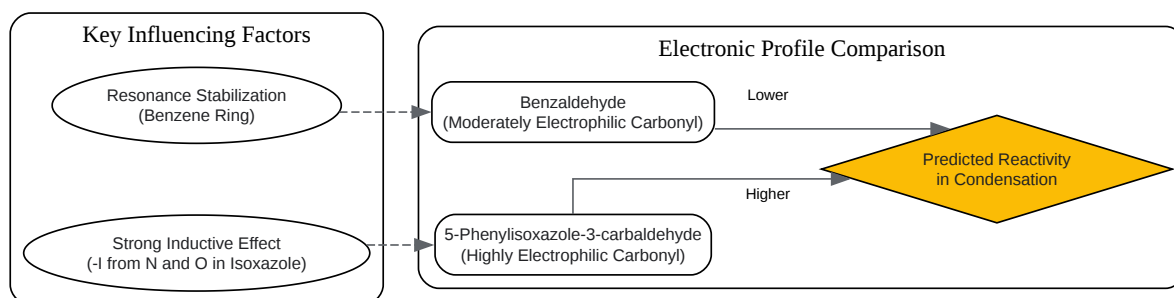 Key Influencing Factors
Resonance Stabilization
(Benzene Ring)
Strong Inductive Effect
(-I from N and O in Isoxazole)
Electronic Profile Comparison
Benzaldehyde
(Moderately Electrophilic Carbonyl)
Lower
5-Phenylisoxazole-3-carbaldehyde
(Highly Electrophilic Carbonyl)
Higher
Predicted Reactivity
in Condensation